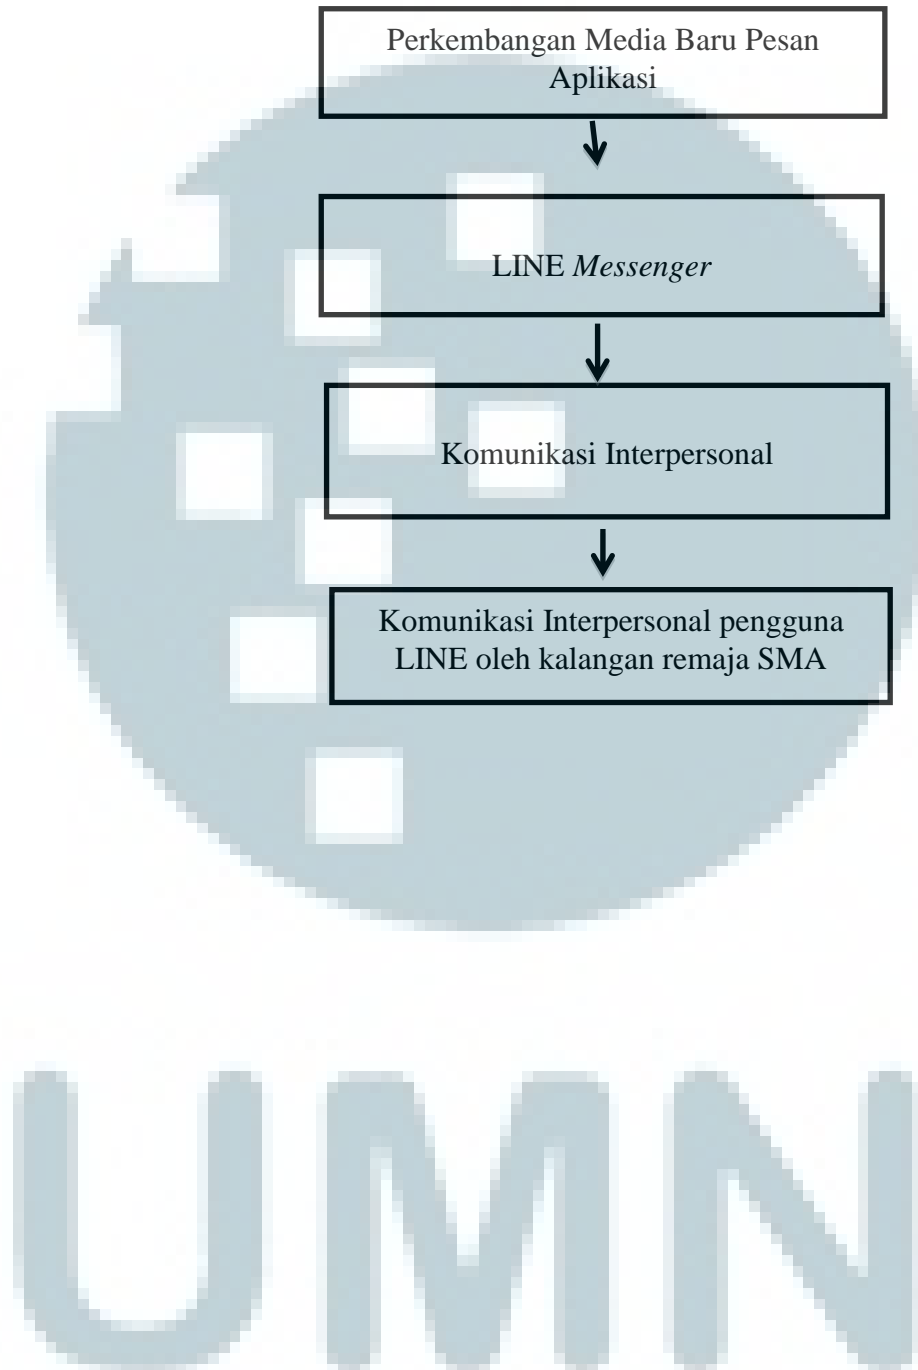 Perkembangan Media Baru Pesan
Aplikasi
LINE Messenger
Komunikasi Interpersonal
Komunikasi Interpersonal pengguna
LINE oleh kalangan remaja SMA
UMN